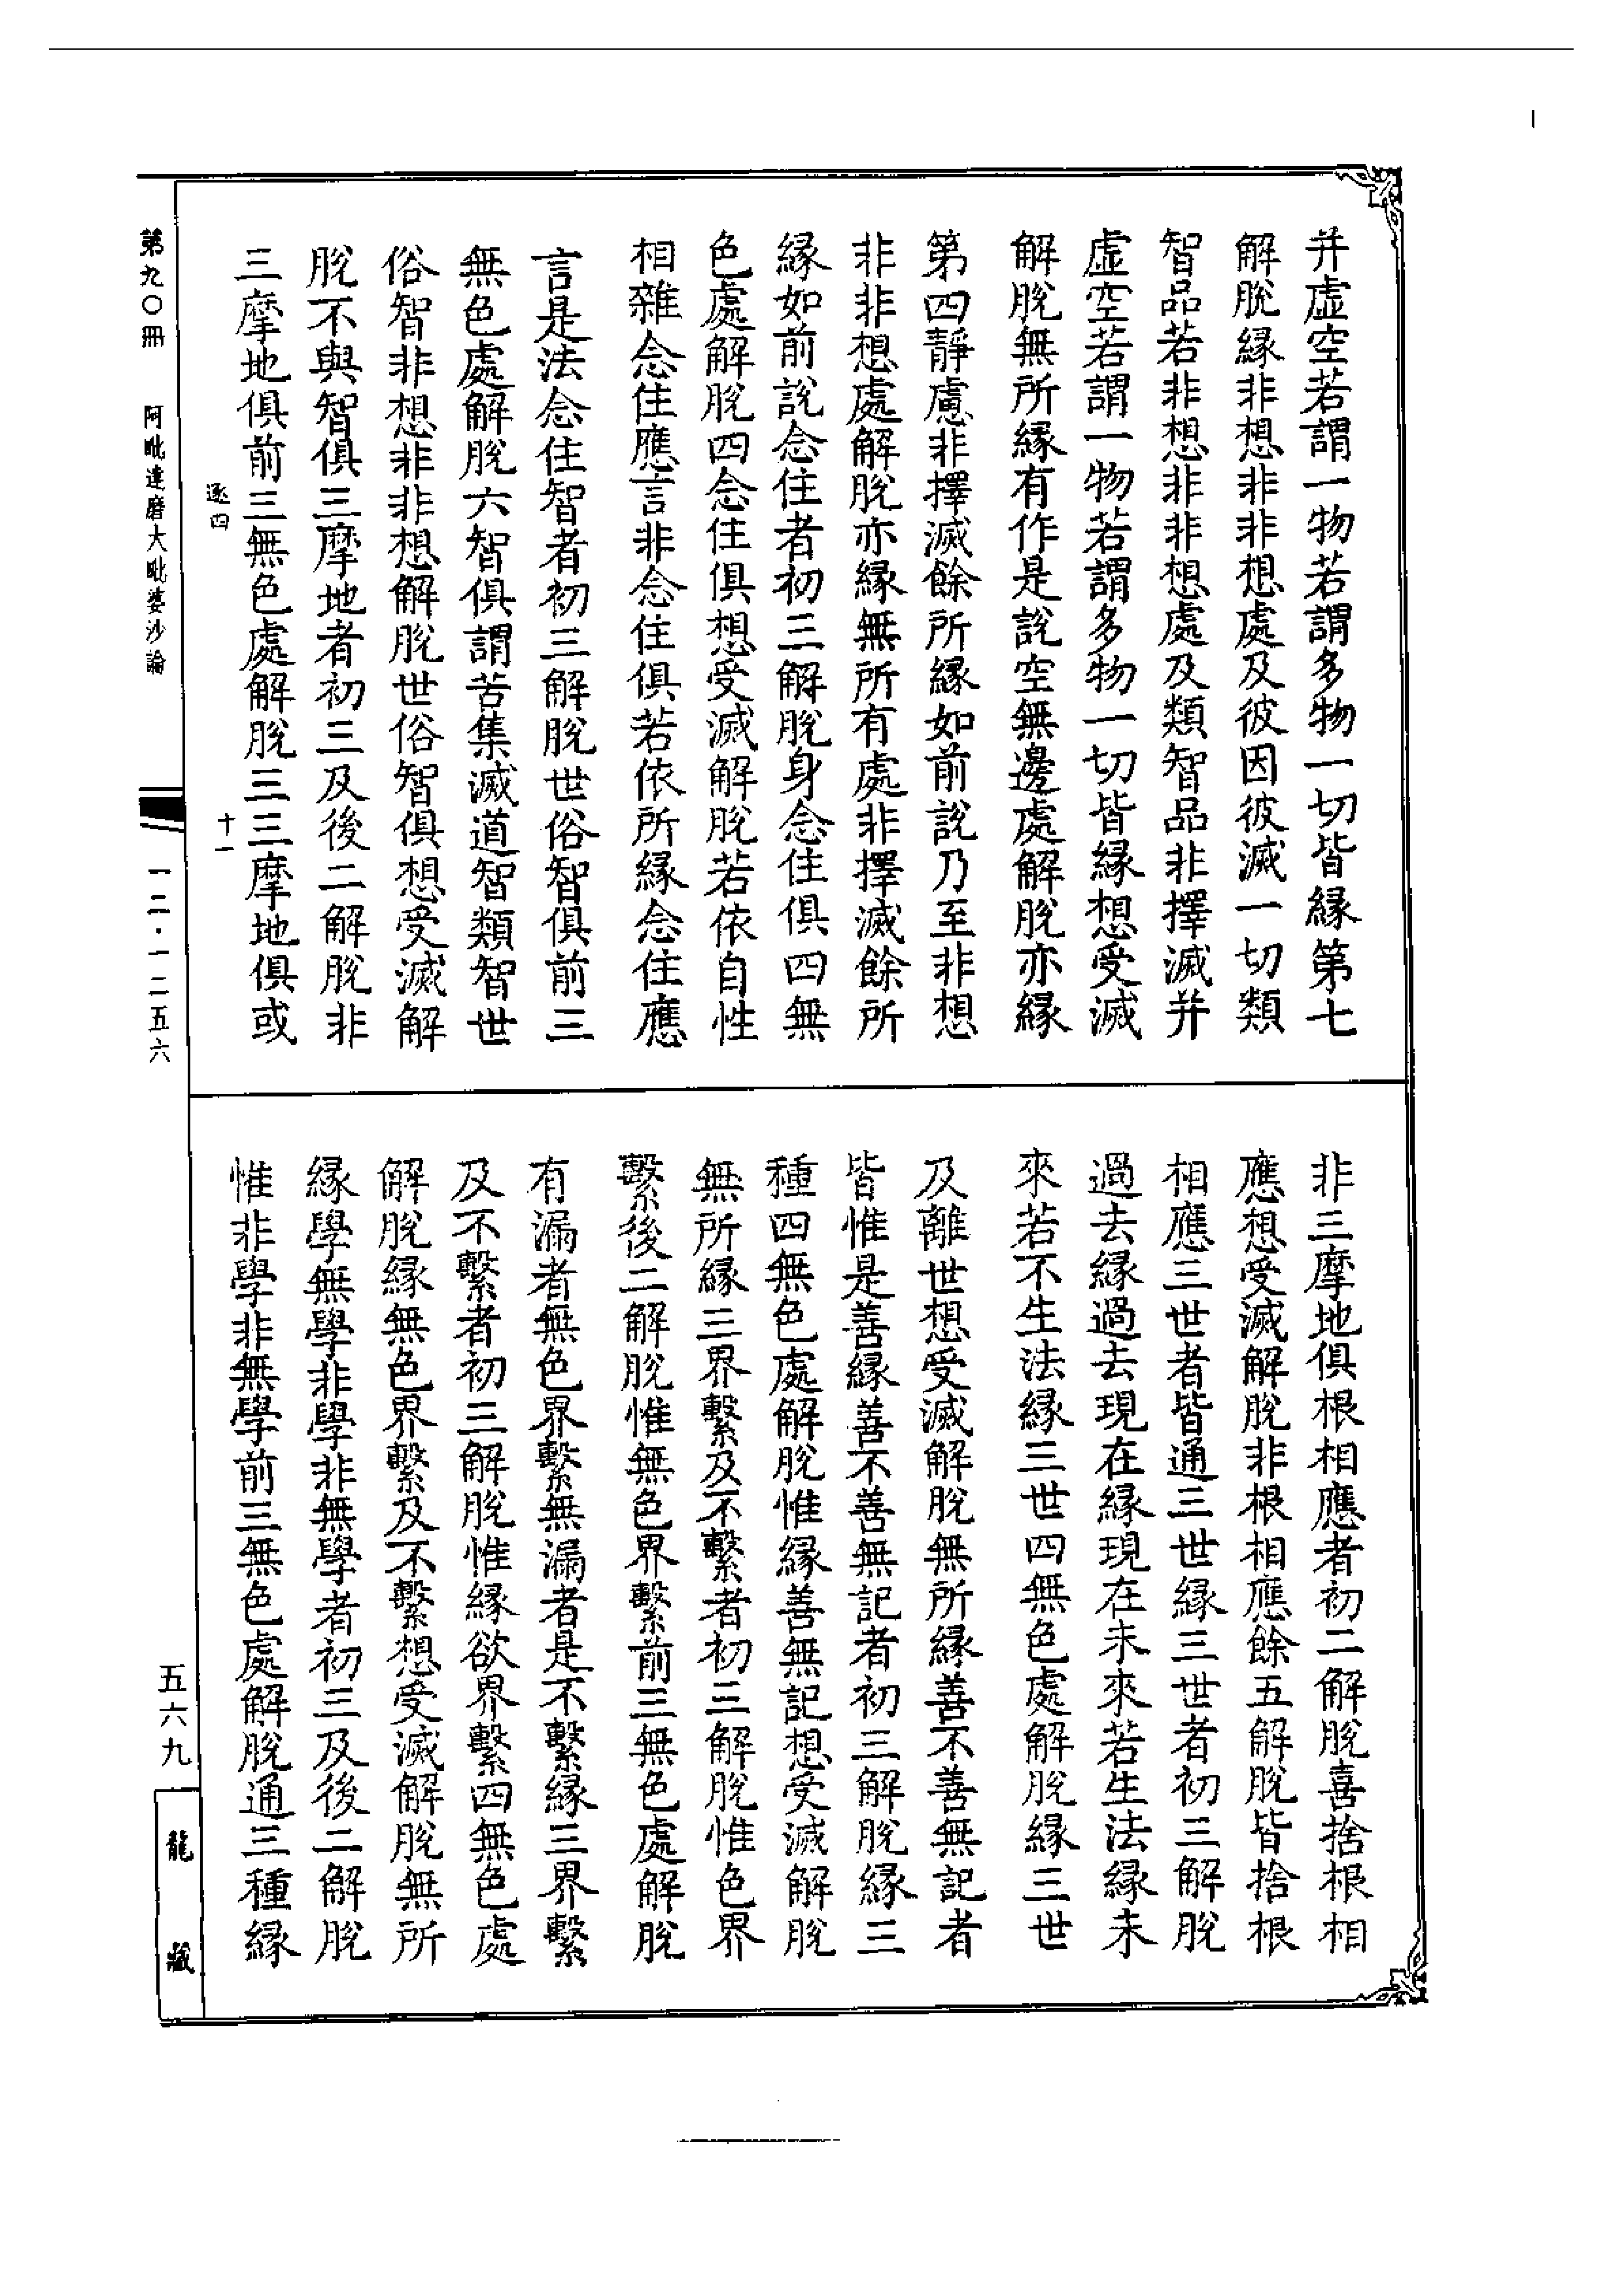 并虛空若謂一物若謂多物一切皆緣第七
解脫緣非想非非想處及彼因彼滅一切類
智品若非想非非想處及類智品非擇滅并
虛空若謂一物若謂多物一切皆緣想受滅
解脫無所緣有作是說空無邊處解脫亦緣
第四靜慮非擇滅餘所緣如前說乃至非想
非非想處解脫亦緣無所有處非擇滅餘所
緣如前說念住者初三解脫身念住俱四無
色處解脫四念住俱想受滅解脫若依自性
相雜念住應言非念住俱若依所緣念住應
言是法念住智者初三解脫世俗智俱前三
無色處解脫六智俱謂苦集滅道智類智世
俗智非想非非想解脫世俗智俱想受滅解
脫不與智俱三摩地者初三及後二解脫非
三摩地俱前三無色處解脫三三摩地俱或
逐四 十一
非三摩地俱根相應者初二解脫喜捨根相
應想受滅解脫非根相應餘五解脫皆捨根
相應三世者皆通三世緣三世者初三解脫
過去緣過去現在緣現在未來若生法緣未
來若不生法緣三世四無色處解脫緣三世
及離世想受滅解脫無所緣善不善無記者
皆惟是善緣善不善無記者初三解脫緣三
種四無色處解脫惟緣善無記想受滅解脫
無所緣三界繫及不繫者初三解脫惟色界
繫後二解脫惟無色界繫前三無色處解脫
有漏者無色界繫無漏者是不繫緣三界繫
及不繫者初三解脫惟緣欲界繫四無色處
解脫緣無色界繫及不繫想受滅解脫無所
緣學無學非學非無學者初三及後二解脫
惟非學非無學前三無色處解脫通三種緣
第九〇冊 阿毗達磨大毗婆沙論 一二·一二五六
五六九
龍藏